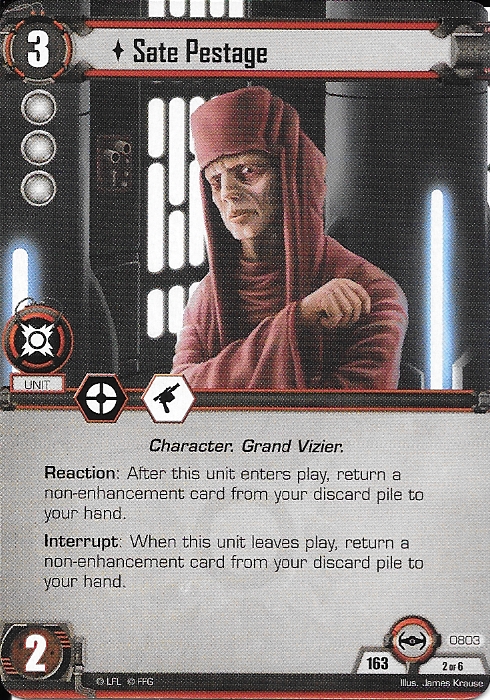 3
Sate Pestage
UNIT
Character. Grand Vizier.
Reaction: After this unit enters play, return a
non-enhancement card from your discard pile to
your hand.
Interrupt: When this unit leaves play, return a
non-enhancement card from your discard pile to
your hand.
2
0803
163
2 OF 6
© LFL © FFG
Illus. James Krause